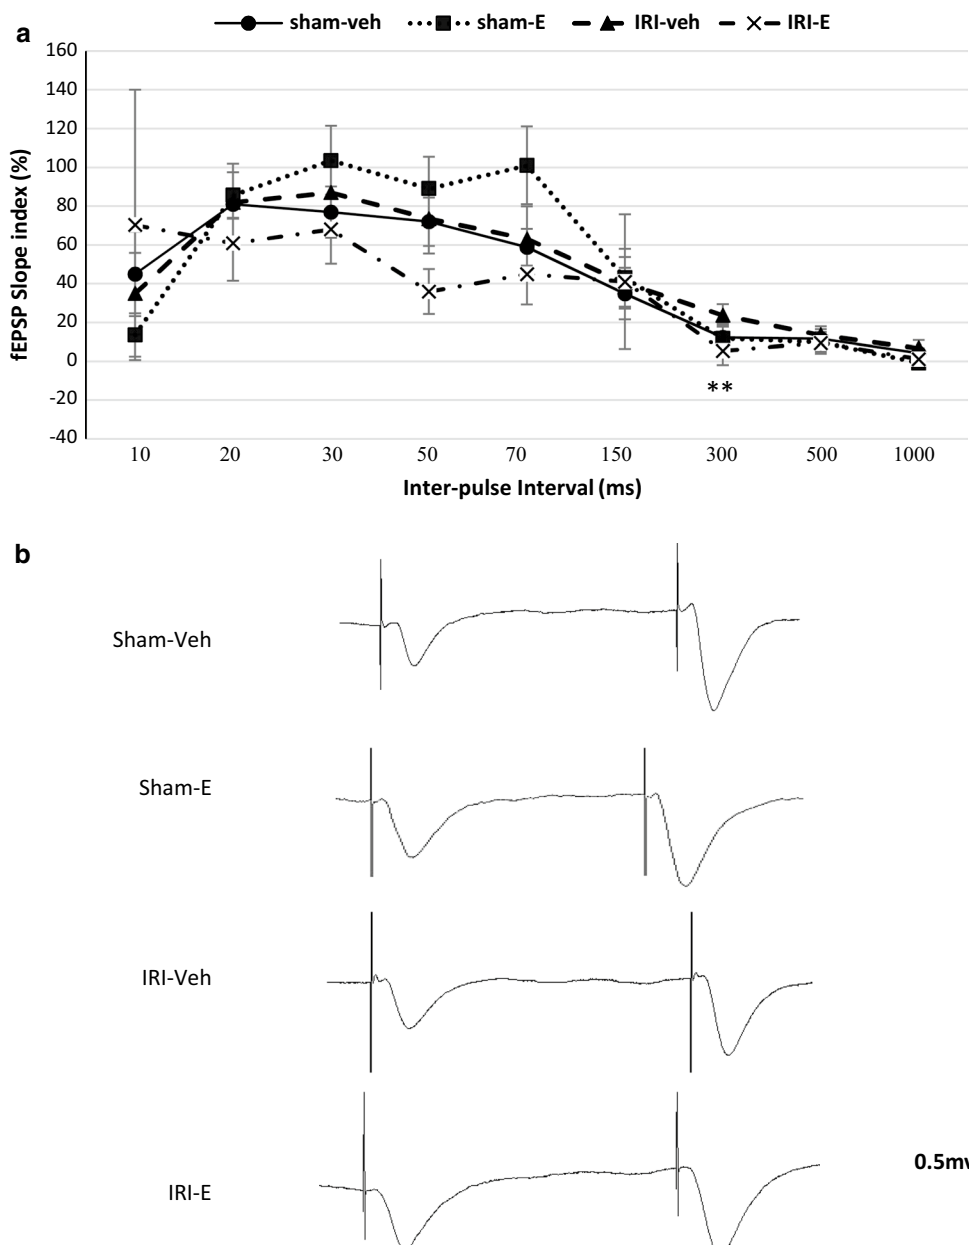 a
sham-veh sham-E IRI-veh IRI-E
160
140
120
100
80
60
40
20
0
-20
-40
fEPSP Slope index (%)
**
10 20 30 50 70 150 300 500 1000
Inter-pulse Interval (ms)
b
Sham-Veh
Sham-E
IRI-Veh
0.5mv
IRI-E